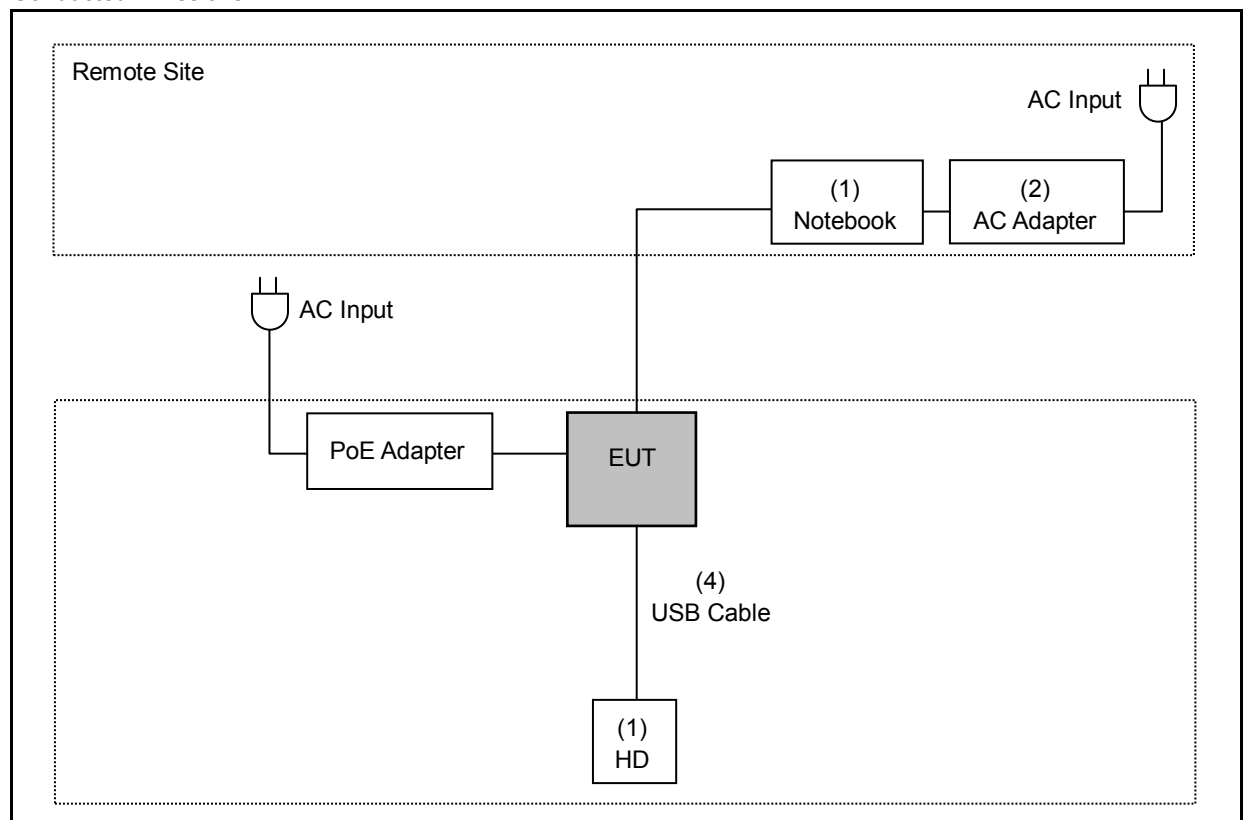 Remote Site
AC Input
(1)
Notebook
(2)
AC Adapter
AC Input
PoE Adapter
EUT
(4)
USB Cable
(1)
HD